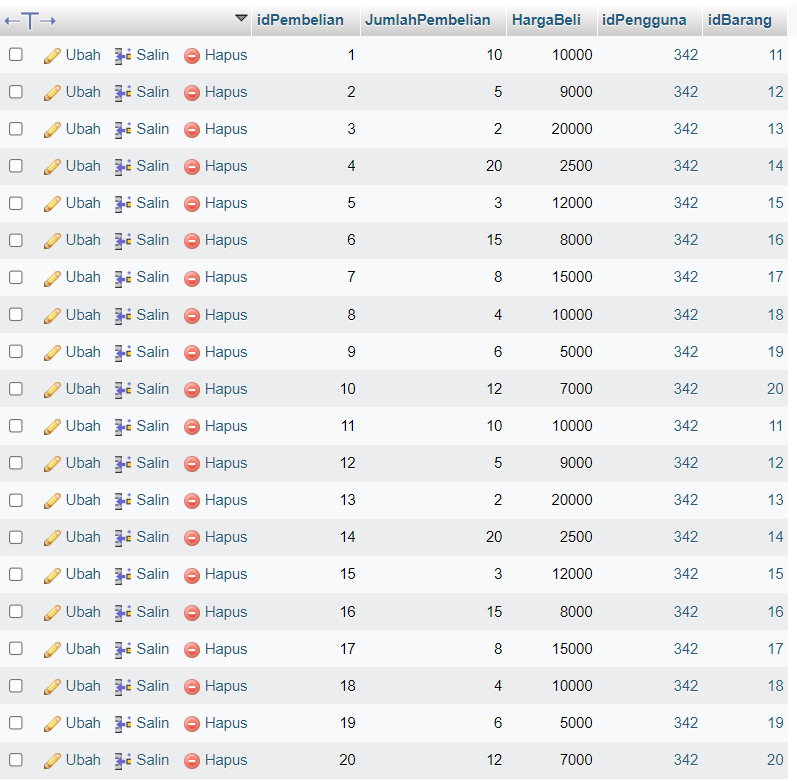 ←T→ idPembelian JumlahPembelian HargaBeli idPengguna idBarang
Ubah Salin Hapus 1 10 10000 342 11
Ubah Salin Hapus 2 5 9000 342 12
Ubah Salin Hapus 3 2 20000 342 13
Ubah Salin Hapus 4 20 2500 342 14
Ubah Salin Hapus 5 3 12000 342 15
Ubah Salin Hapus 6 15 8000 342 16
Ubah Salin Hapus 7 8 15000 342 17
Ubah Salin Hapus 8 4 10000 342 18
Ubah Salin Hapus 9 6 5000 342 19
Ubah Salin Hapus 10 12 7000 342 20
Ubah Salin Hapus 11 10 10000 342 11
Ubah Salin Hapus 12 5 9000 342 12
Ubah Salin Hapus 13 2 20000 342 13
Ubah Salin Hapus 14 20 2500 342 14
Ubah Salin Hapus 15 3 12000 342 15
Ubah Salin Hapus 16 15 8000 342 16
Ubah Salin Hapus 17 8 15000 342 17
Ubah Salin Hapus 18 4 10000 342 18
Ubah Salin Hapus 19 6 5000 342 19
Ubah Salin Hapus 20 12 7000 342 20